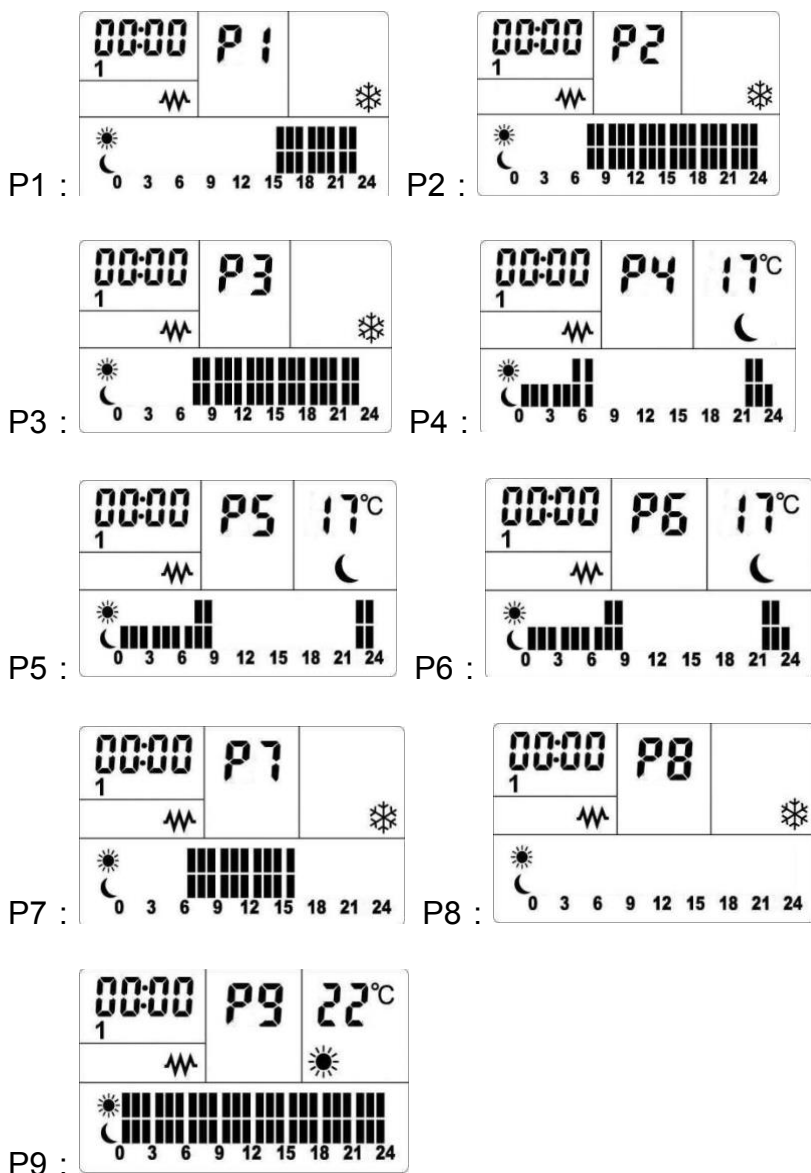 00:00 P1
1
0 3 6 9 12 15 18 21 24
P1 :
00:00 P2
1
0 3 6 9 12 15 18 21 24
P2 :
00:00 P3
1
0 3 6 9 12 15 18 21 24
P3 :
00:00 P4 17°C
1
0 3 6 9 12 15 18 21 24
P4 :
00:00 P5 17°C
1
0 3 6 9 12 15 18 21 24
P5 :
00:00 P6 17°C
1
0 3 6 9 12 15 18 21 24
P6 :
00:00 P7
1
0 3 6 9 12 15 18 21 24
P7 :
00:00 P8
1
0 3 6 9 12 15 18 21 24
P8 :
00:00 P9 22°C
1
0 3 6 9 12 15 18 21 24
P9 :